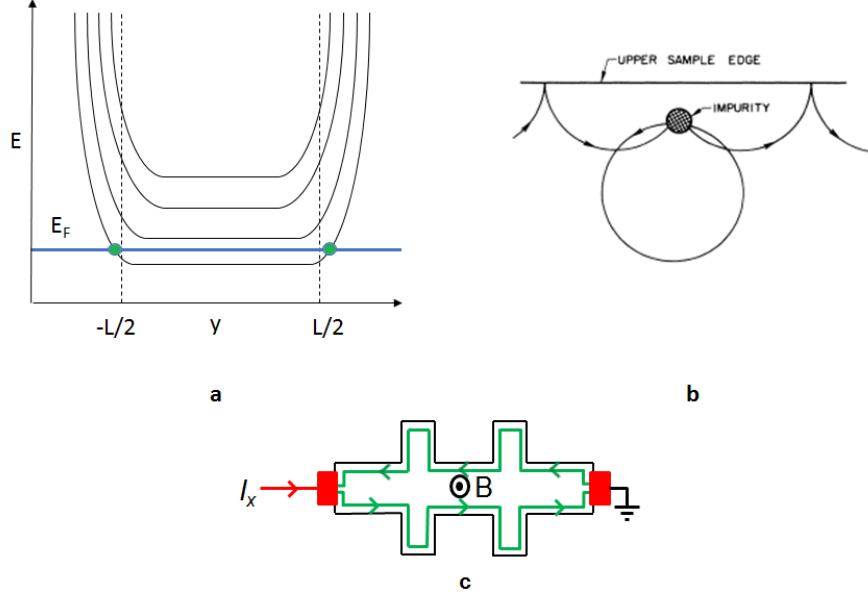 E
E_F
-L/2
y
L/2
a
UPPER SAMPLE EDGE
IMPURITY
b
I_x
B
c